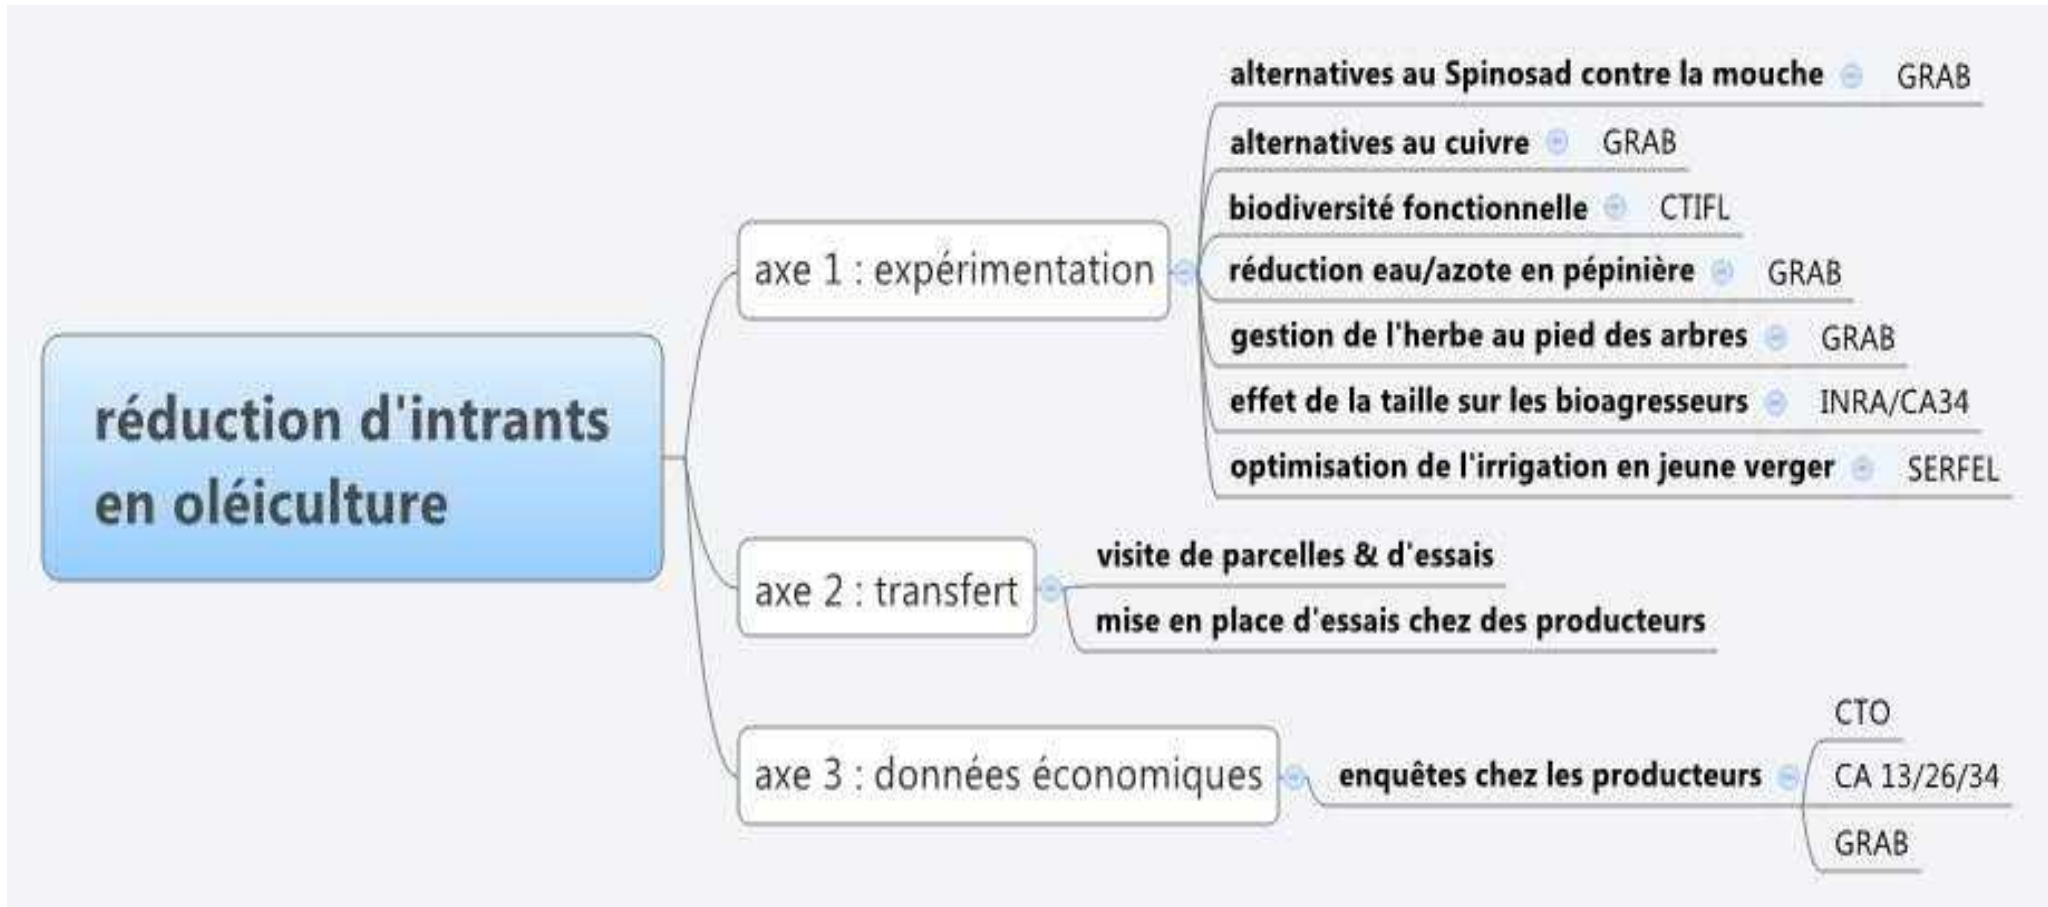 réduction d'intrants
en oléiculture
axe 1 : expérimentation
alternatives au Spinosad contre la mouche GRAB
alternatives au cuivre GRAB
biodiversité fonctionnelle CTIFL
réduction eau/azote en pépinière GRAB
gestion de l'herbe au pied des arbres GRAB
effet de la taille sur les bioagresseurs INRA/CA34
optimisation de l'irrigation en jeune verger SERFEL
axe 2 : transfert
visite de parcelles & d'essais
mise en place d'essais chez des producteurs
axe 3 : données économiques
enquêtes chez les producteurs
CTO
CA 13/26/34
GRAB